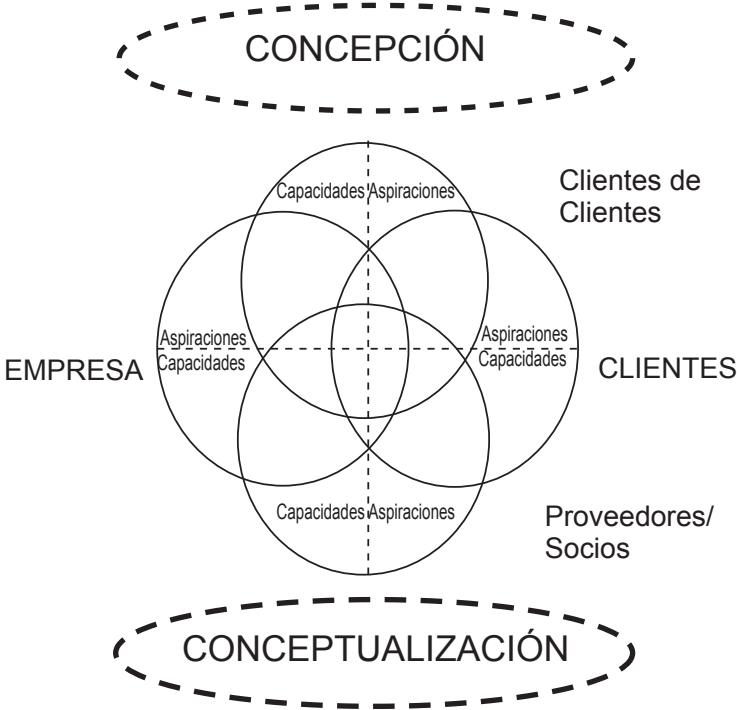 CONCEPCIÓN
Capacidades Aspiraciones
Clientes de
Clientes
Aspiraciones
Capacidades
EMPRESA
Aspiraciones
Capacidades
CLIENTES
Capacidades Aspiraciones
Proveedores/
Socios
CONCEPTUALIZACIÓN